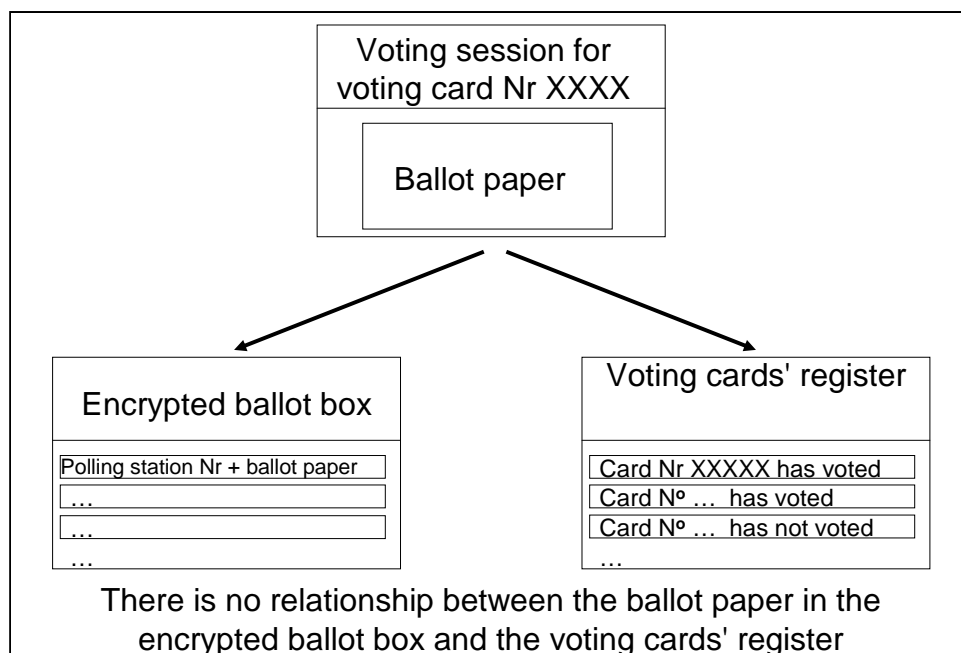 Voting session for
voting card Nr XXXX
Ballot paper
Encrypted ballot box
Polling station Nr + ballot paper
…
…
…
Voting cards' register
Card Nr XXXXX has voted
Card Nº … has voted
Card Nº … has not voted
…
There is no relationship between the ballot paper in the
encrypted ballot box and the voting cards' register